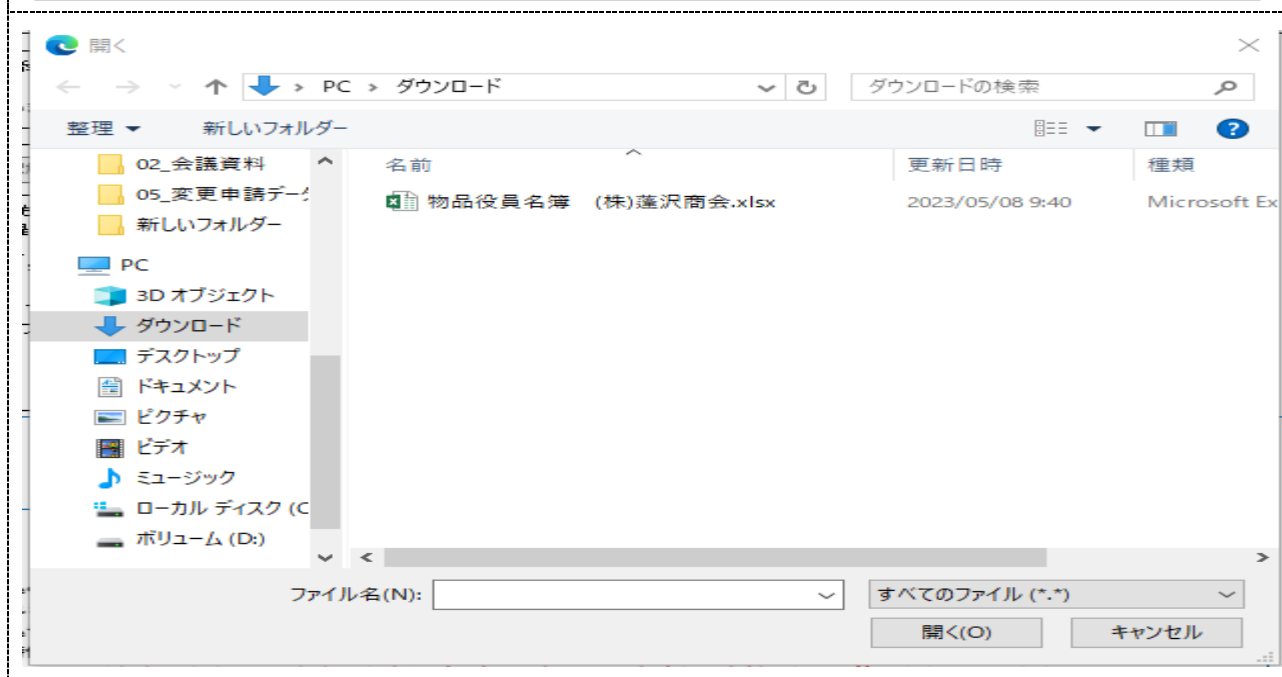 開く
PC > ダウンロード
ダウンロードの検索
整理
新しいフォルダー
02_会議資料
05_変更申請デー
新しいフォルダー
PC
3D オブジェクト
ダウンロード
デスクトップ
ドキュメント
ピクチャ
ビデオ
ミュージック
ローカル ディスク (C
ボリューム (D:)
名前 更新日時 種類
物品役員名簿 (株)蓬沢商会.xlsx 2023/05/08 9:40 Microsoft Ex
ファイル名(N):
すべてのファイル (*.*)
開く(O) キャンセル